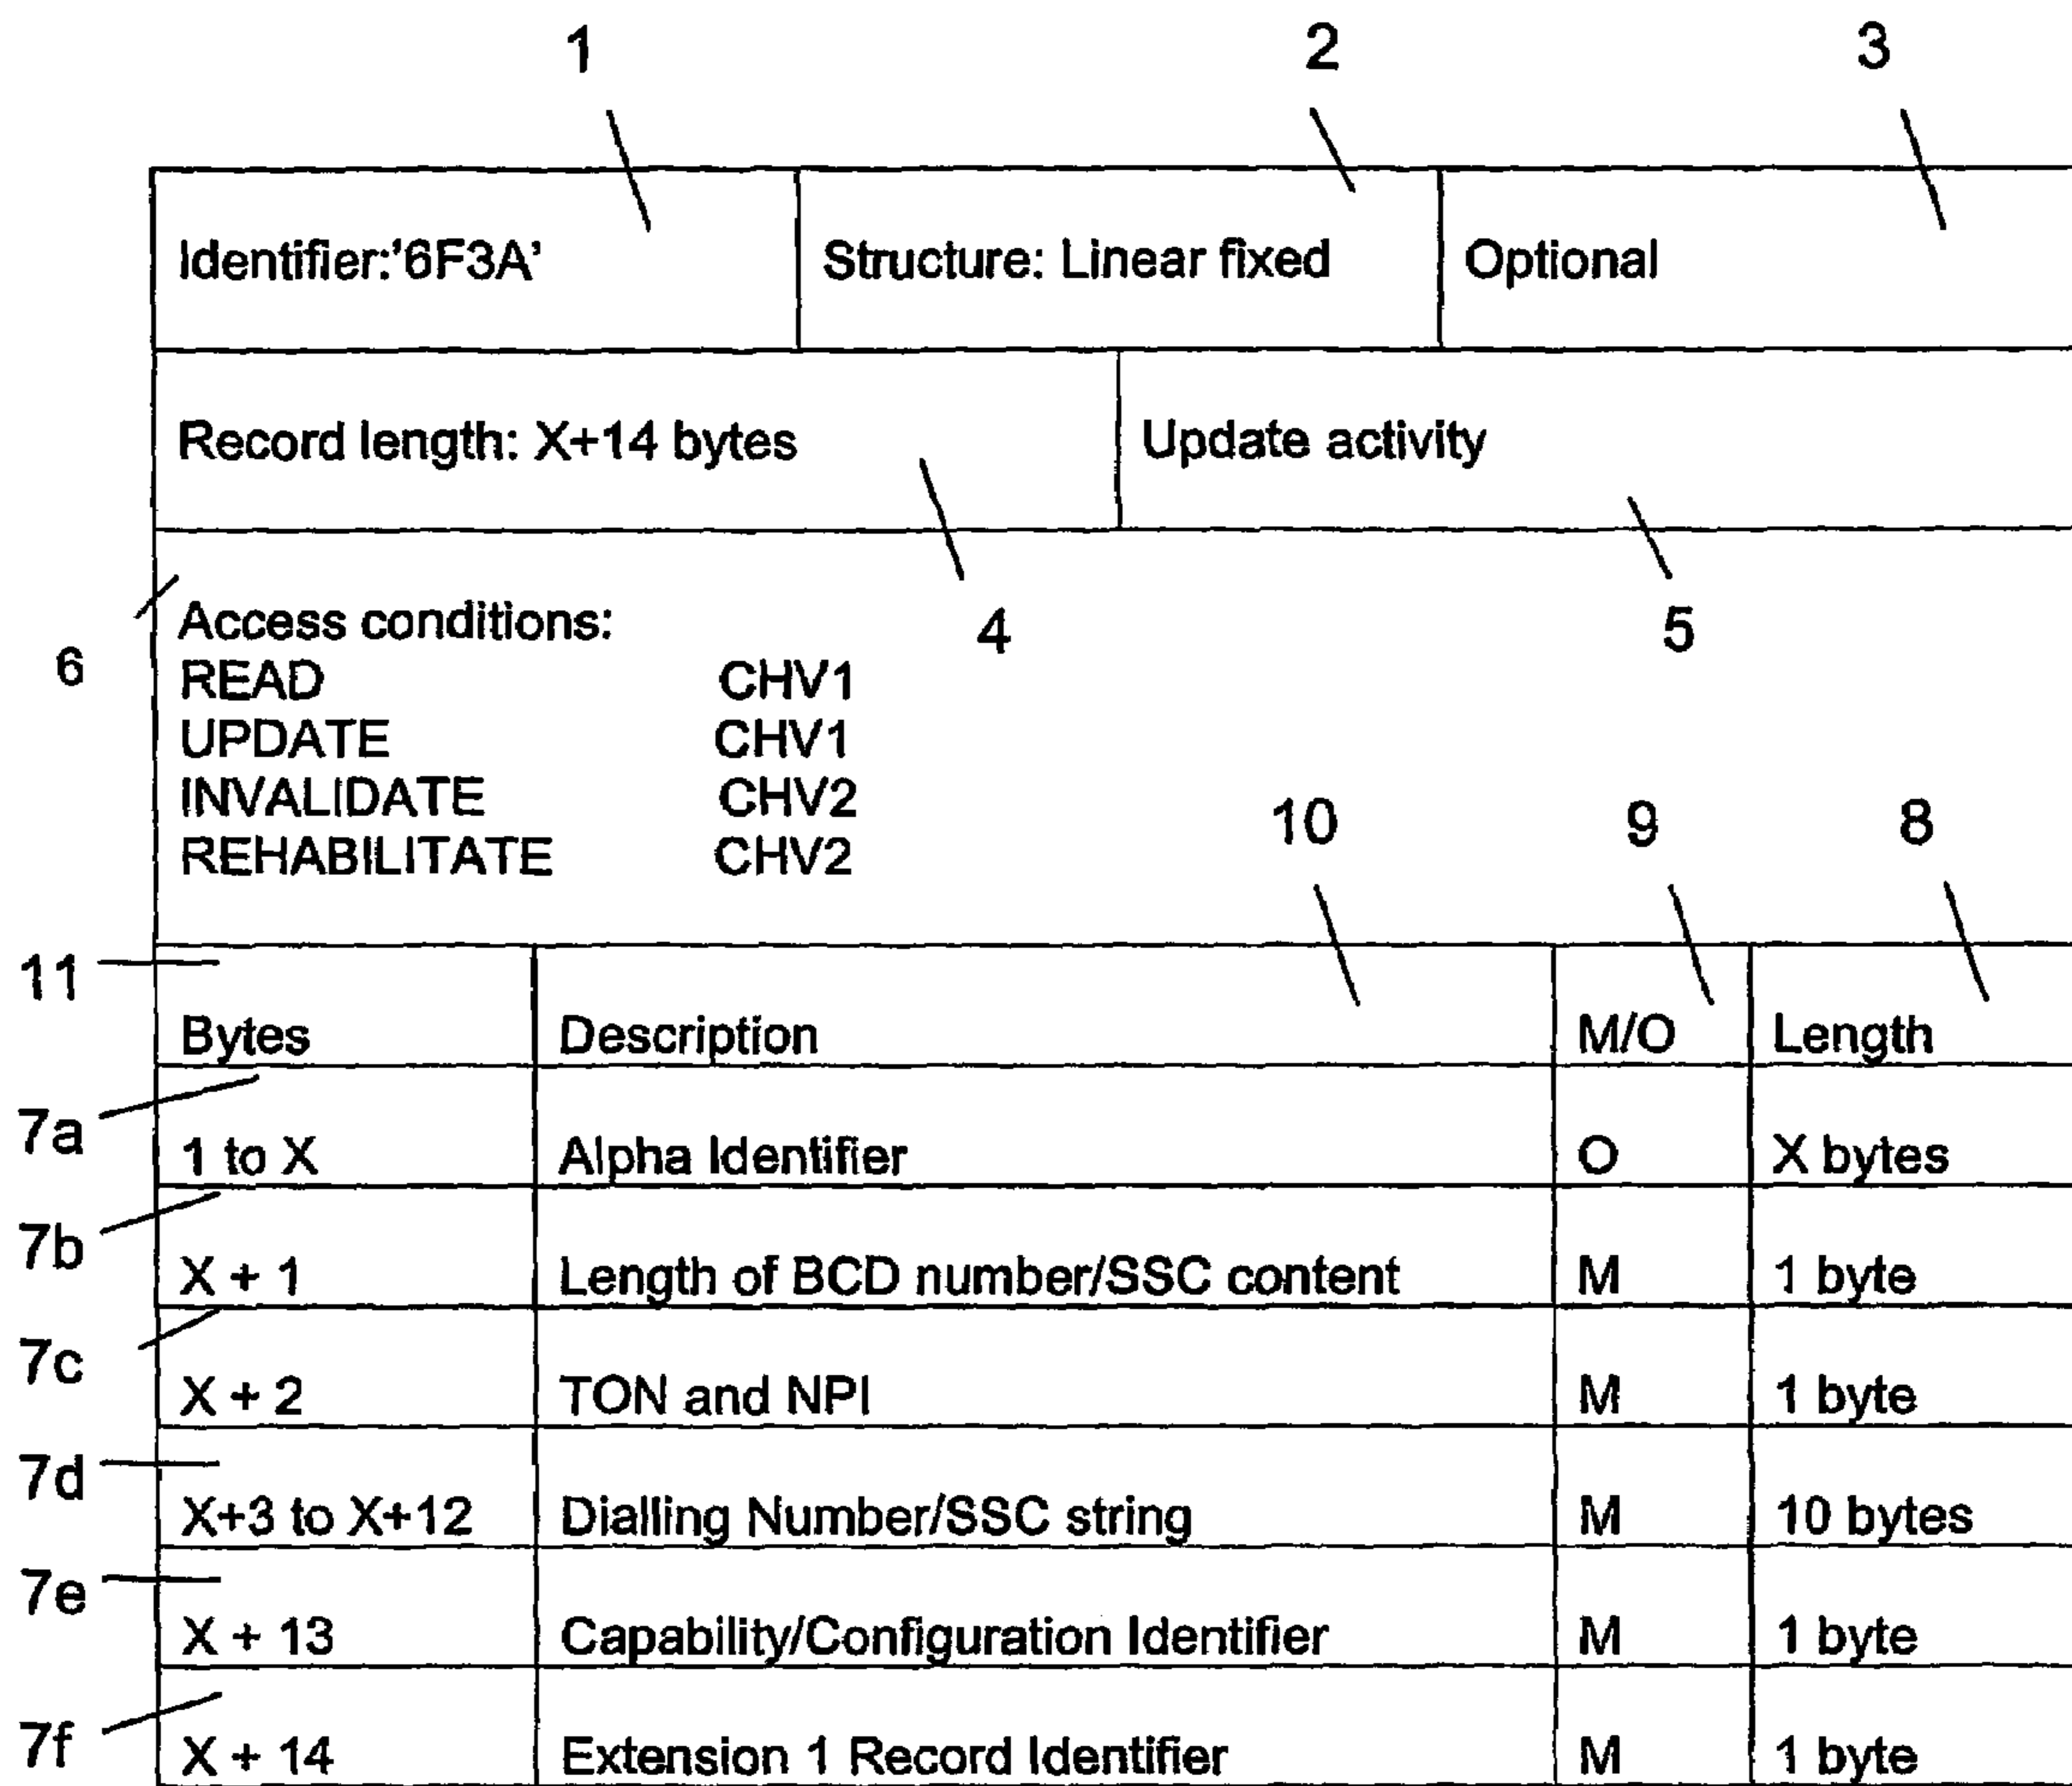 1 2 3
Identifier:'6F3A' Structure: Linear fixed Optional
Record length: X+14 bytes Update activity
Access conditions:
6 4 5
READ CHV1
UPDATE CHV1
INVALIDATE CHV2
10 9 8
REHABILITATE CHV2
11
Bytes Description M/O Length
7a
1 to X Alpha Identifier O X bytes
7b
X + 1 Length of BCD number/SSC content M 1 byte
7c
X + 2 TON and NPI M 1 byte
7d
X+3 to X+12 Dialling Number/SSC string M 10 bytes
7e
X + 13 Capability/Configuration Identifier M 1 byte
7f
X + 14 Extension 1 Record Identifier M 1 byte